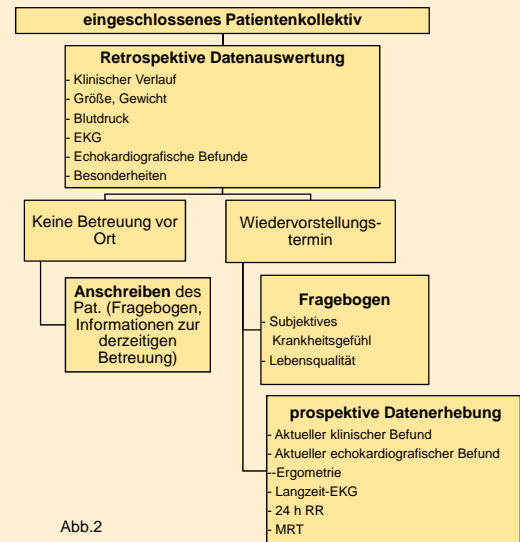 eingeschlossenes Patientenkollektiv
Retrospektive Datenauswertung
- Klinischer Verlauf
- Größe, Gewicht
- Blutdruck
- EKG
- Echokardiografische Befunde
- Besonderheiten
Keine Betreuung vor
Ort
Wiedervorstellungs-
termin
Anschreiben des
Pat. (Fragebogen,
Informationen zur
derzeitigen
Betreuung)
Fragebogen
- Subjektives
Krankheitsgefühl
- Lebensqualität
prospektive Datenerhebung
- Aktueller klinischer Befund
- Aktueller echokardiografischer Befund
--Ergometrie
- Langzeit-EKG
- 24 h RR
- MRT
Abb.2